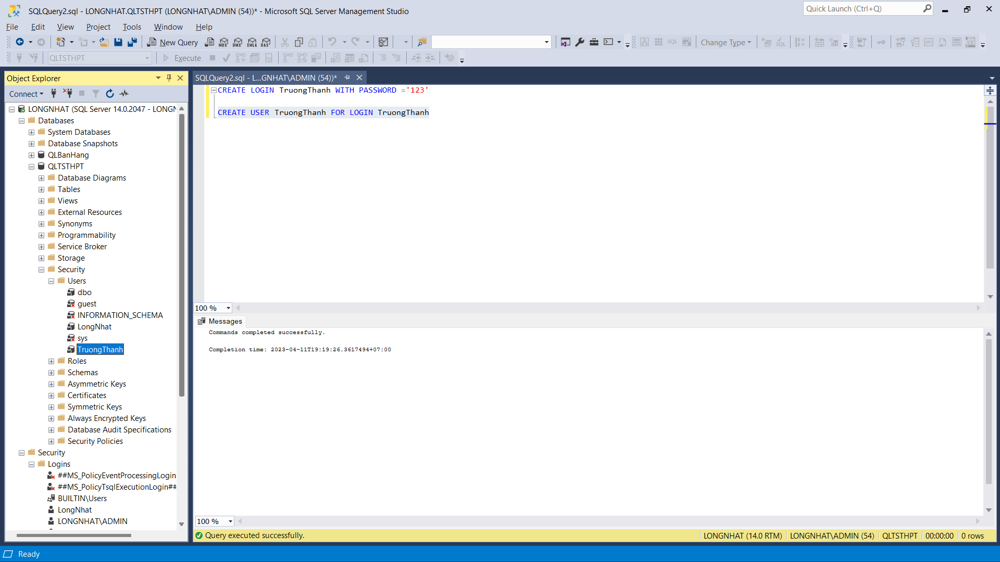 SQLQuery2.sql - LONGNHAT.QLTSTHPT (LONGNHAT\ADMIN (54))* - Microsoft SQL Server Management Studio
Quick Launch (Ctrl+Q)
File Edit View Project Tools Window Help
New Query MDX DMX XMLA DAX SQL Change Type SQL
QLTSTHPT Execute
Object Explorer
SQLQuery2.sql - L...GNHAT\ADMIN (54))*
Connect
CREATE LOGIN TruongThanh WITH PASSWORD ='123'
CREATE USER TruongThanh FOR LOGIN TruongThanh
LONGNHAT (SQL Server 14.0.2047 - LONGN
Databases
System Databases
Database Snapshots
QLBanHang
QLTSTHPT
Database Diagrams
Tables
Views
External Resources
Synonyms
Programmability
Service Broker
Storage
Security
Users
dbo
guest
INFORMATION_SCHEMA
LongNhat
sys
TruongThanh
Roles
Schemas
Asymmetric Keys
Certificates
Symmetric Keys
Always Encrypted Keys
Database Audit Specifications
Security Policies
Security
Logins
##MS_PolicyEventProcessingLogin
##MS_PolicyTsqlExecutionLogin##
BUILTIN\Users
LongNhat
LONGNHAT\ADMIN
100 %
Messages
Commands completed successfully.
Completion time: 2023-04-11T19:19:26.3617494+07:00
100 %
Query executed successfully. LONGNHAT (14.0 RTM) LONGNHAT\ADMIN (54) QLTSTHPT 00:00:00 0 rows
Ready